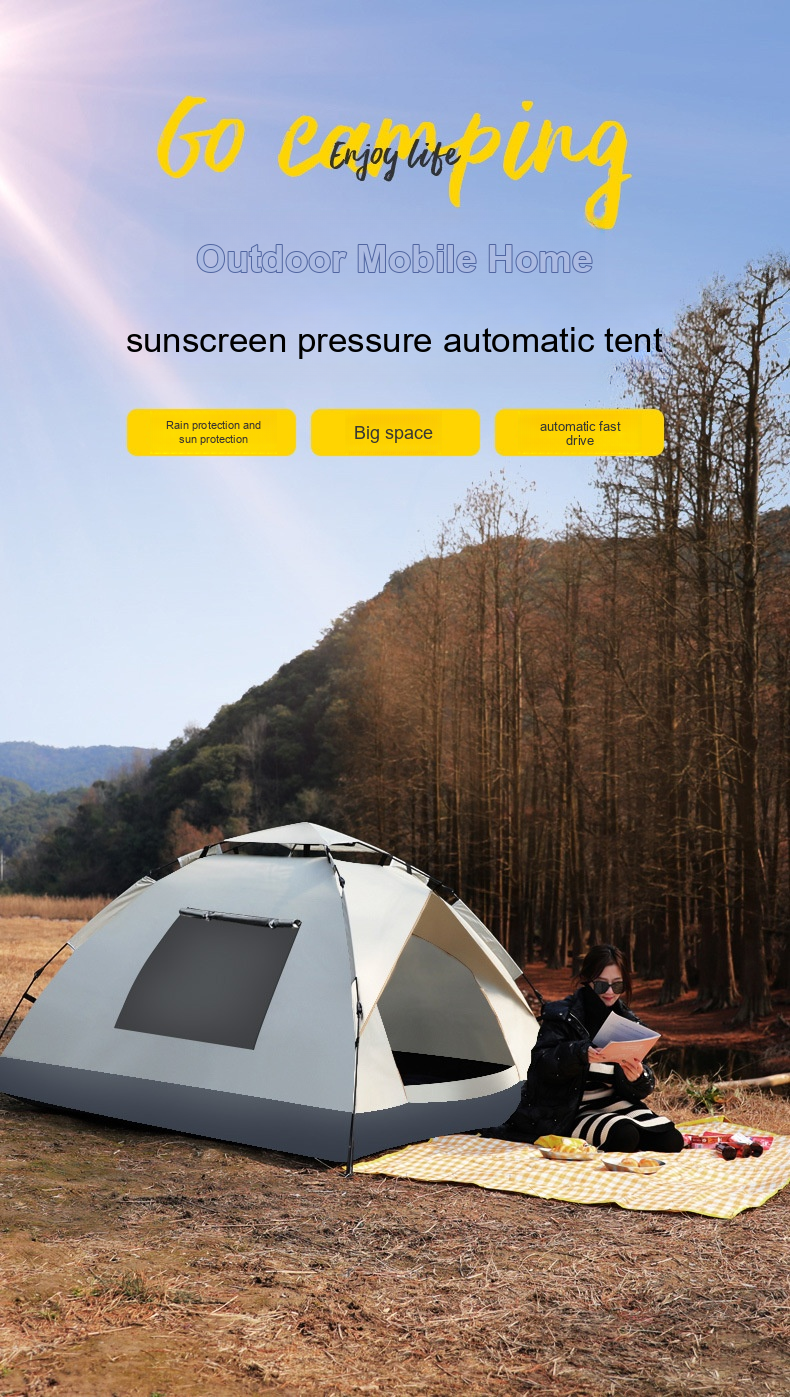 Go camping
Enjoy life
Outdoor Mobile Home
sunscreen pressure automatic tent
Rain protection and
sun protection
Big space
automatic fast
drive